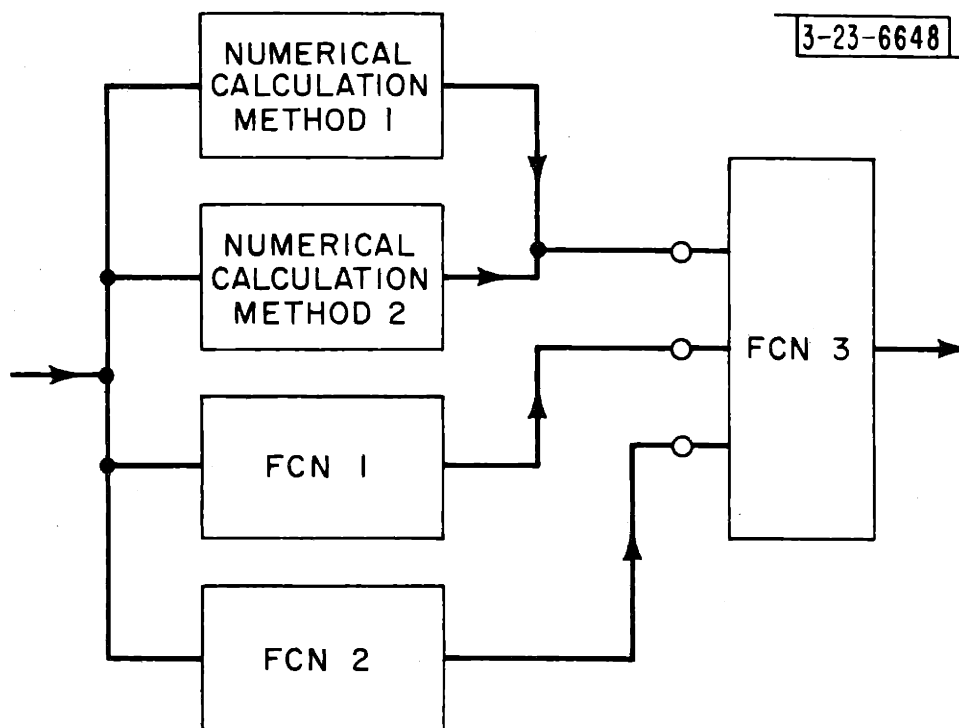 3-23-6648
NUMERICAL
CALCULATION
METHOD 1
NUMERICAL
CALCULATION
METHOD 2
FCN 1
FCN 2
FCN 3